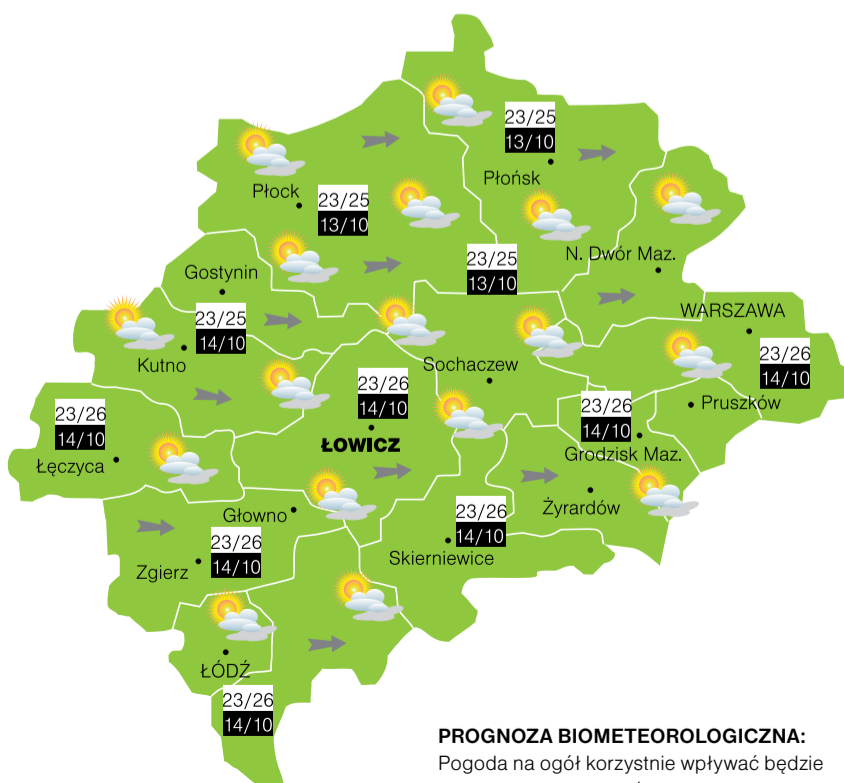 23/25
13/10
Płońsk
Płock
23/25
13/10
N. Dwór Maz.
23/25
13/10
Gostynin
WARSZAWA
23/25
14/10
Kutno
Sochaczew
23/26
14/10
23/26
14/10
ŁOWICZ
23/26
14/10
Pruszków
Grodzisk Maz.
23/26
14/10
Łęczyca
Żyrardów
Głowno
23/26
14/10
Skierniewice
23/26
14/10
Zgierz
ŁÓDŹ
23/26
14/10
PROGNOZA BIOMETEOROLOGICZNA:
Pogoda na ogół korzystnie wpływać będzie